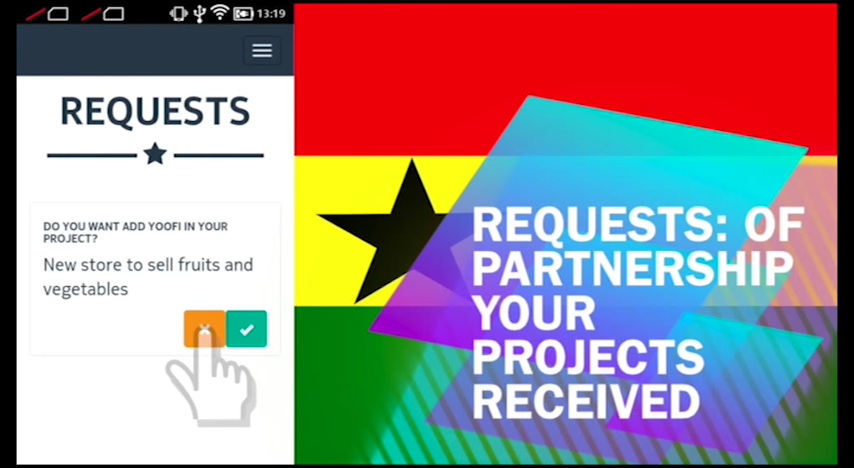 13:19
REQUESTS
DO YOU WANT ADD YOOFI IN YOUR
PROJECT?
New store to sell fruits and
vegetables
REQUESTS: OF
PARTNERSHIP
YOUR
PROJECTS
RECEIVED